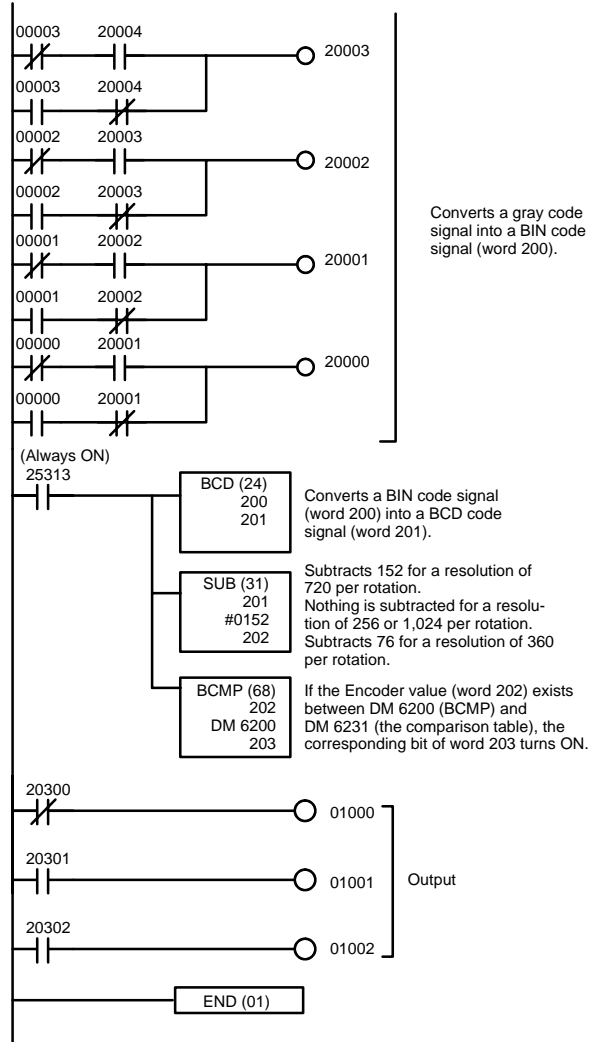 00003 20004
20003
00003 20004
00002 20003
20002
00002 20003
00001 20002
20001
00001 20002
00000 20001
20000
00000 20001
Converts a gray code
signal into a BIN code
signal (word 200).
(Always ON)
25313
BCD (24)
200
201
Converts a BIN code signal
(word 200) into a BCD code
signal (word 201).
SUB (31)
201
#0152
202
Subtracts 152 for a resolution of
720 per rotation.
Nothing is subtracted for a resolu-
tion of 256 or 1,024 per rotation.
Subtracts 76 for a resolution of 360
per rotation.
BCMP (68)
202
DM 6200
203
If the Encoder value (word 202) exists
between DM 6200 (BCMP) and
DM 6231 (the comparison table), the
corresponding bit of word 203 turns ON.
20300
01000
20301
01001
Output
20302
01002
END (01)